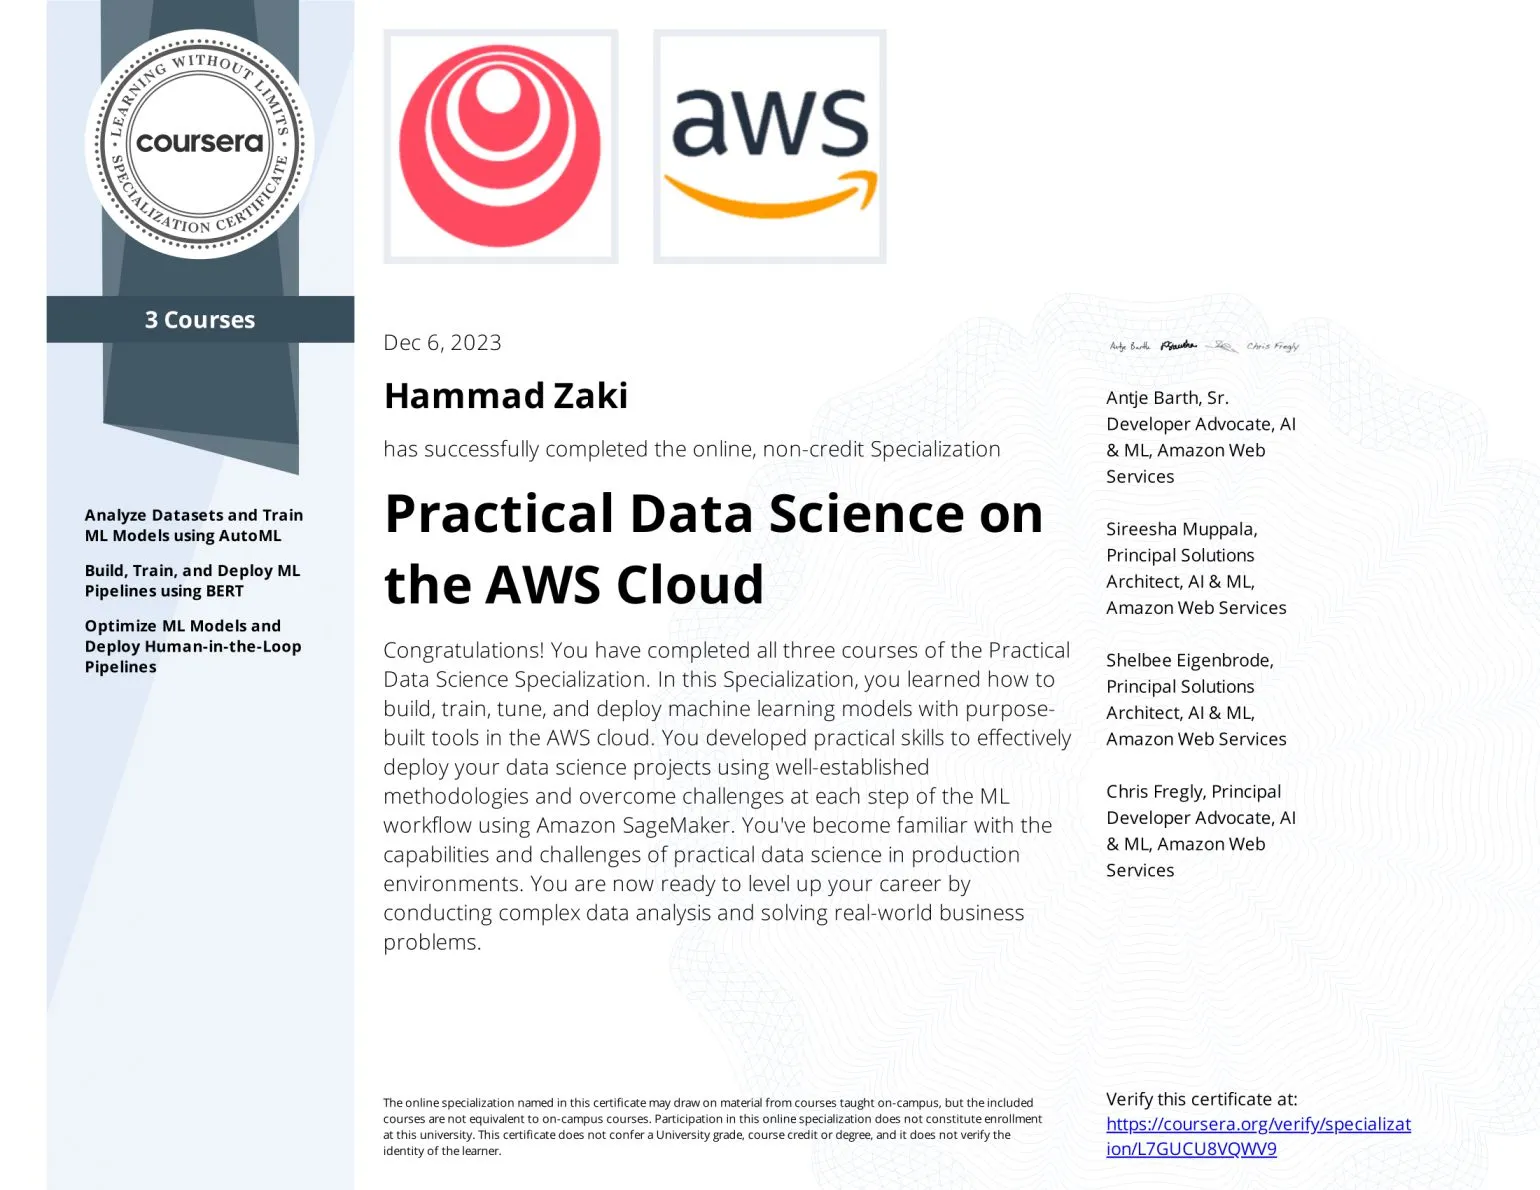 LEARNING WITHOUT LIMITS
coursera
SPECIALIZATION CERTIFICATE
3 Courses
Analyze Datasets and Train
ML Models using AutoML
Build, Train, and Deploy ML
Pipelines using BERT
Optimize ML Models and
Deploy Human-in-the-Loop
Pipelines
aws
Dec 6, 2023
Hammad Zaki
has successfully completed the online, non-credit Specialization
Practical Data Science on
the AWS Cloud
Congratulations! You have completed all three courses of the Practical
Data Science Specialization. In this Specialization, you learned how to
build, train, tune, and deploy machine learning models with purpose-
built tools in the AWS cloud. You developed practical skills to effectively
deploy your data science projects using well-established
methodologies and overcome challenges at each step of the ML
workflow using Amazon SageMaker. You've become familiar with the
capabilities and challenges of practical data science in production
environments. You are now ready to level up your career by
conducting complex data analysis and solving real-world business
problems.
Antje Barth Chris Fregly
Antje Barth, Sr.
Developer Advocate, AI
& ML, Amazon Web
Services
Sireesha Muppala,
Principal Solutions
Architect, AI & ML,
Amazon Web Services
Shelbee Eigenbrode,
Principal Solutions
Architect, AI & ML,
Amazon Web Services
Chris Fregly, Principal
Developer Advocate, AI
& ML, Amazon Web
Services
The online specialization named in this certificate may draw on material from courses taught on-campus, but the included
courses are not equivalent to on-campus courses. Participation in this online specialization does not constitute enrollment
at this university. This certificate does not confer a University grade, course credit or degree, and it does not verify the
identity of the learner.
Verify this certificate at:
https://coursera.org/verify/specializat
ion/L7GUCU8VQWV9